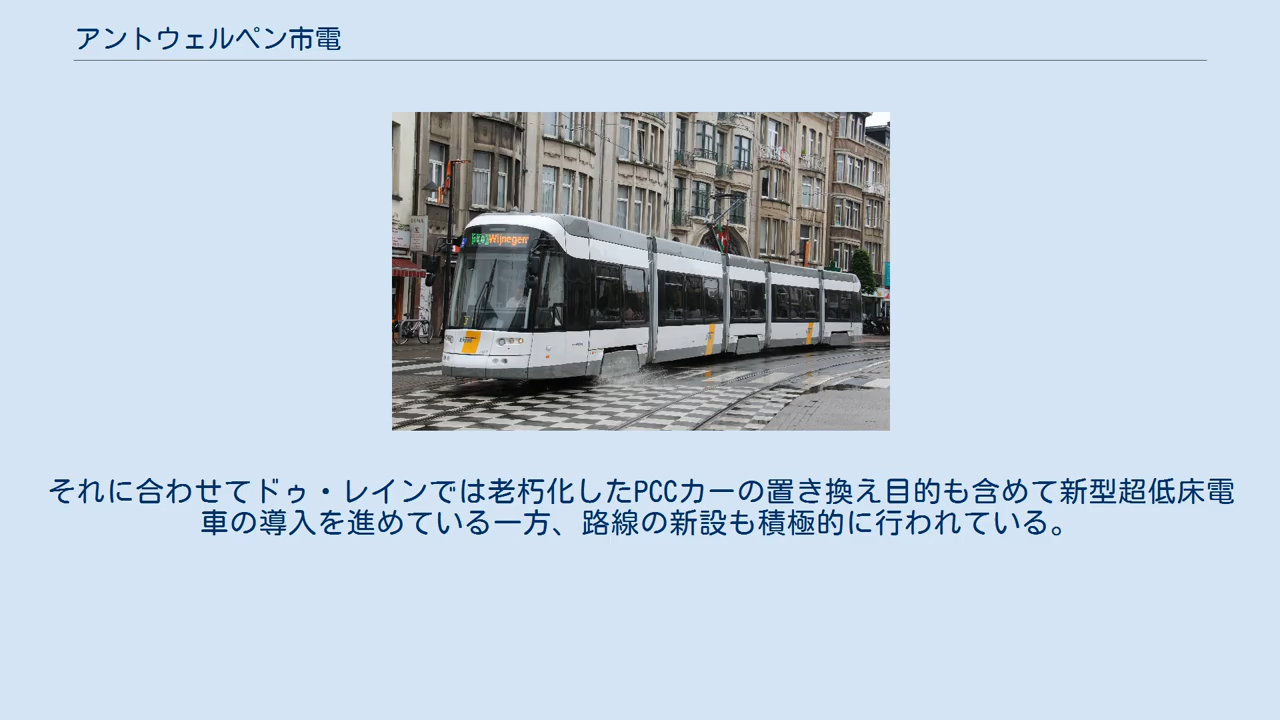 アントウェルペン市電
Wijnegem
それに合わせてドゥ・レインでは老朽化したPCCカーの置き換え目的も含めて新型超低床電
車の導入を進めている一方、路線の新設も積極的に行われている。